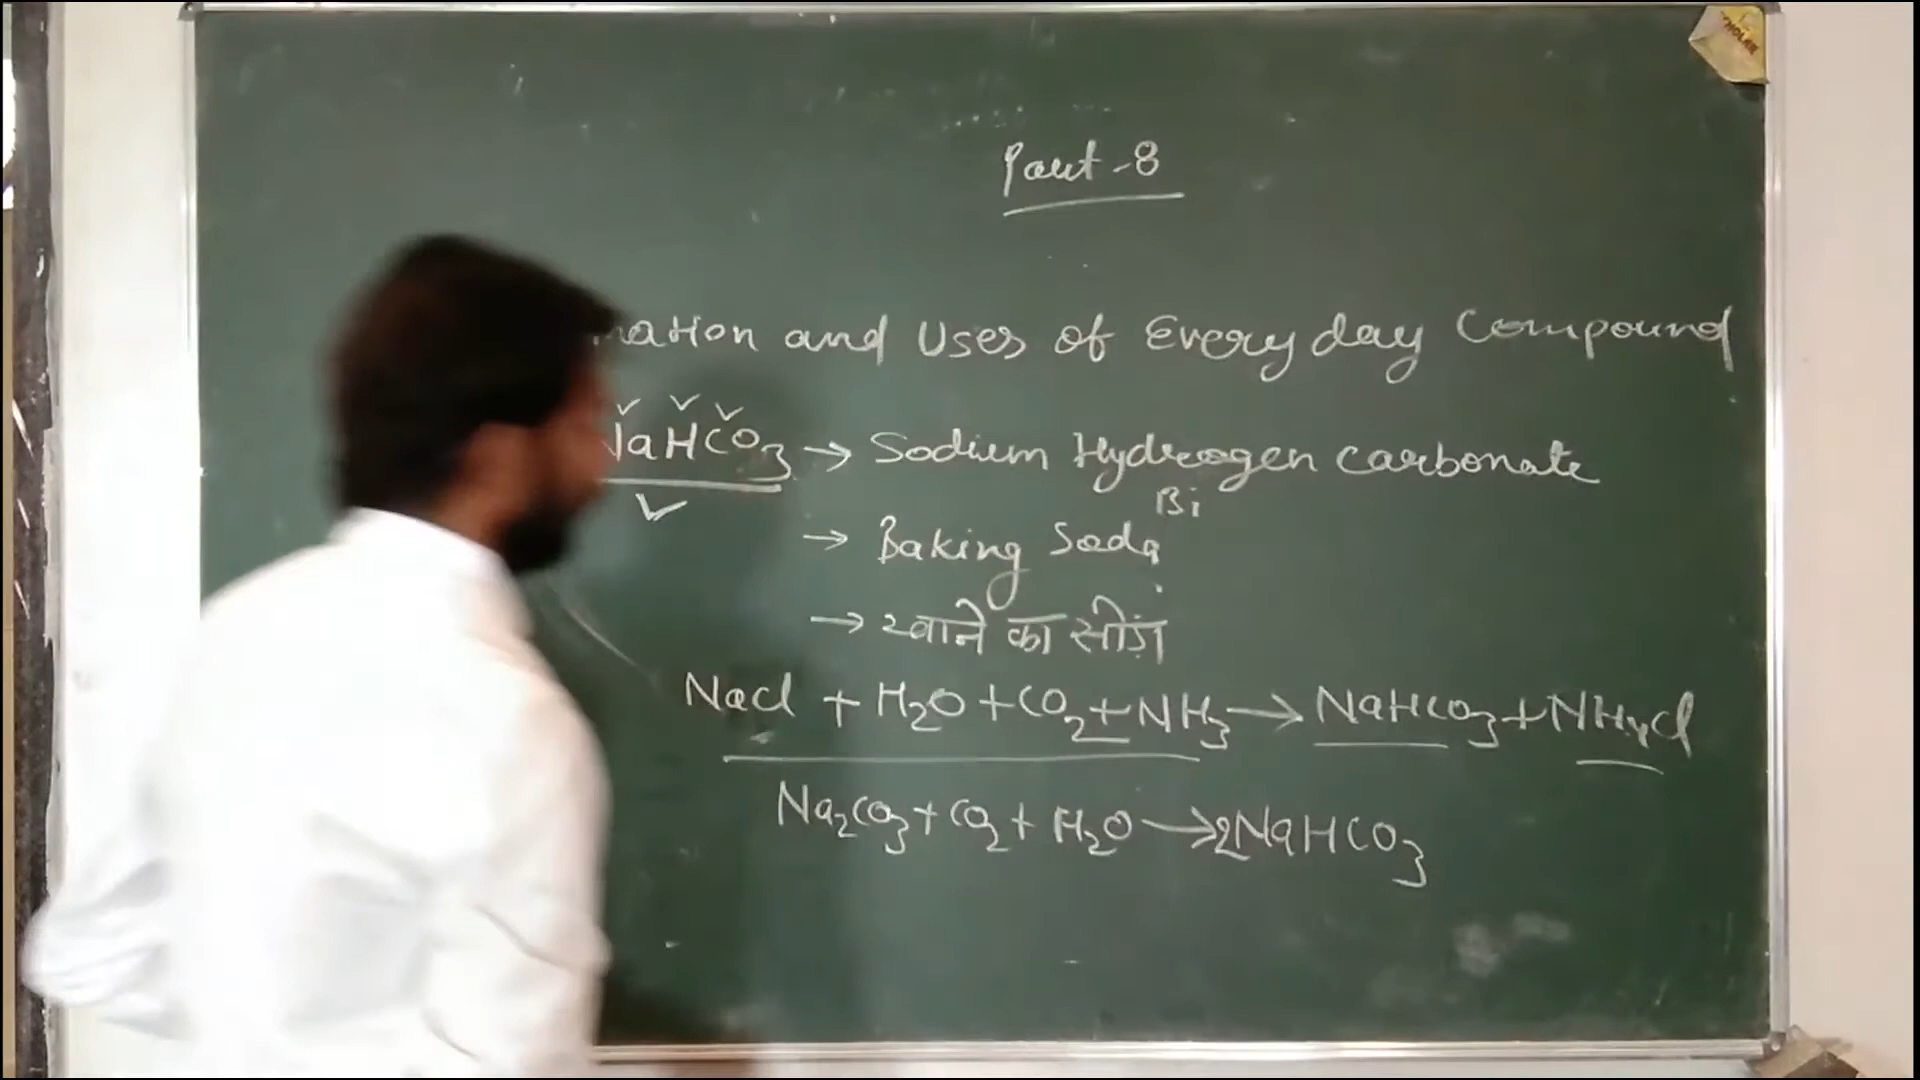 Part-8
mation and Uses of Everyday Compound
NaHCO3 → Sodium Hydrogen carbonate
Bi
→ Baking Soda
→ खाने का सोडा
NaCl + H2O + CO2 + NH3 → NaHCO3 + NH4Cl
Na2CO3 + CO2 + H2O → 2NaHCO3